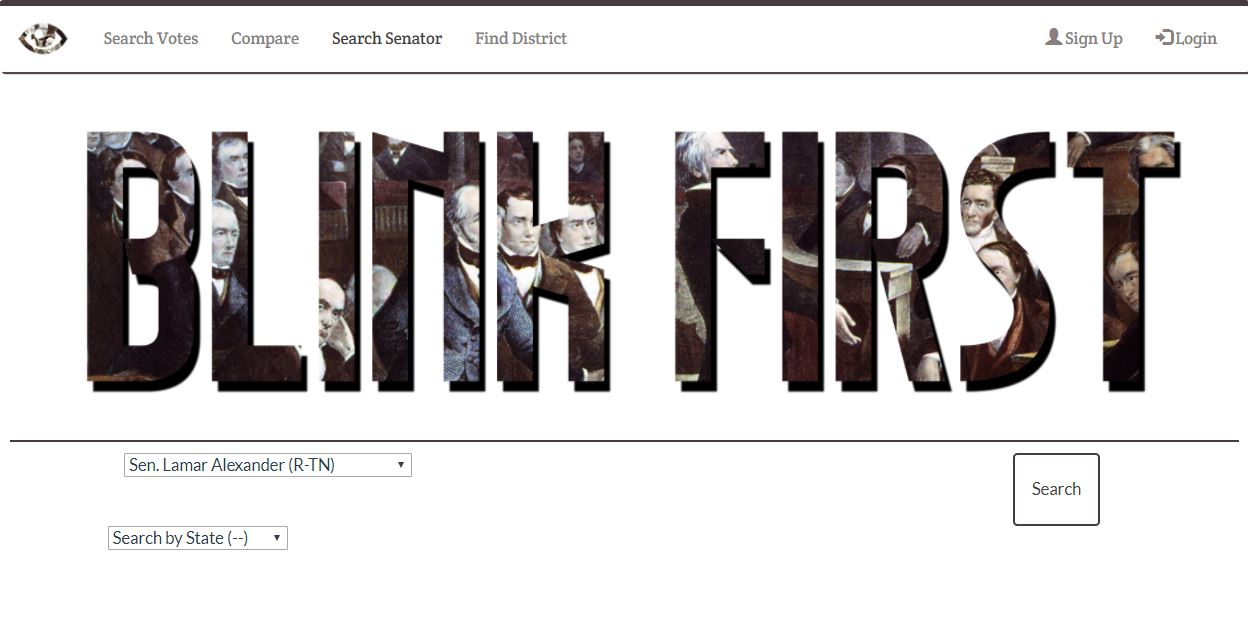 Search Votes Compare Search Senator Find District Sign Up Login
BLINK FIRST
Sen. Lamar Alexander (R-TN)
Search
Search by State (--)